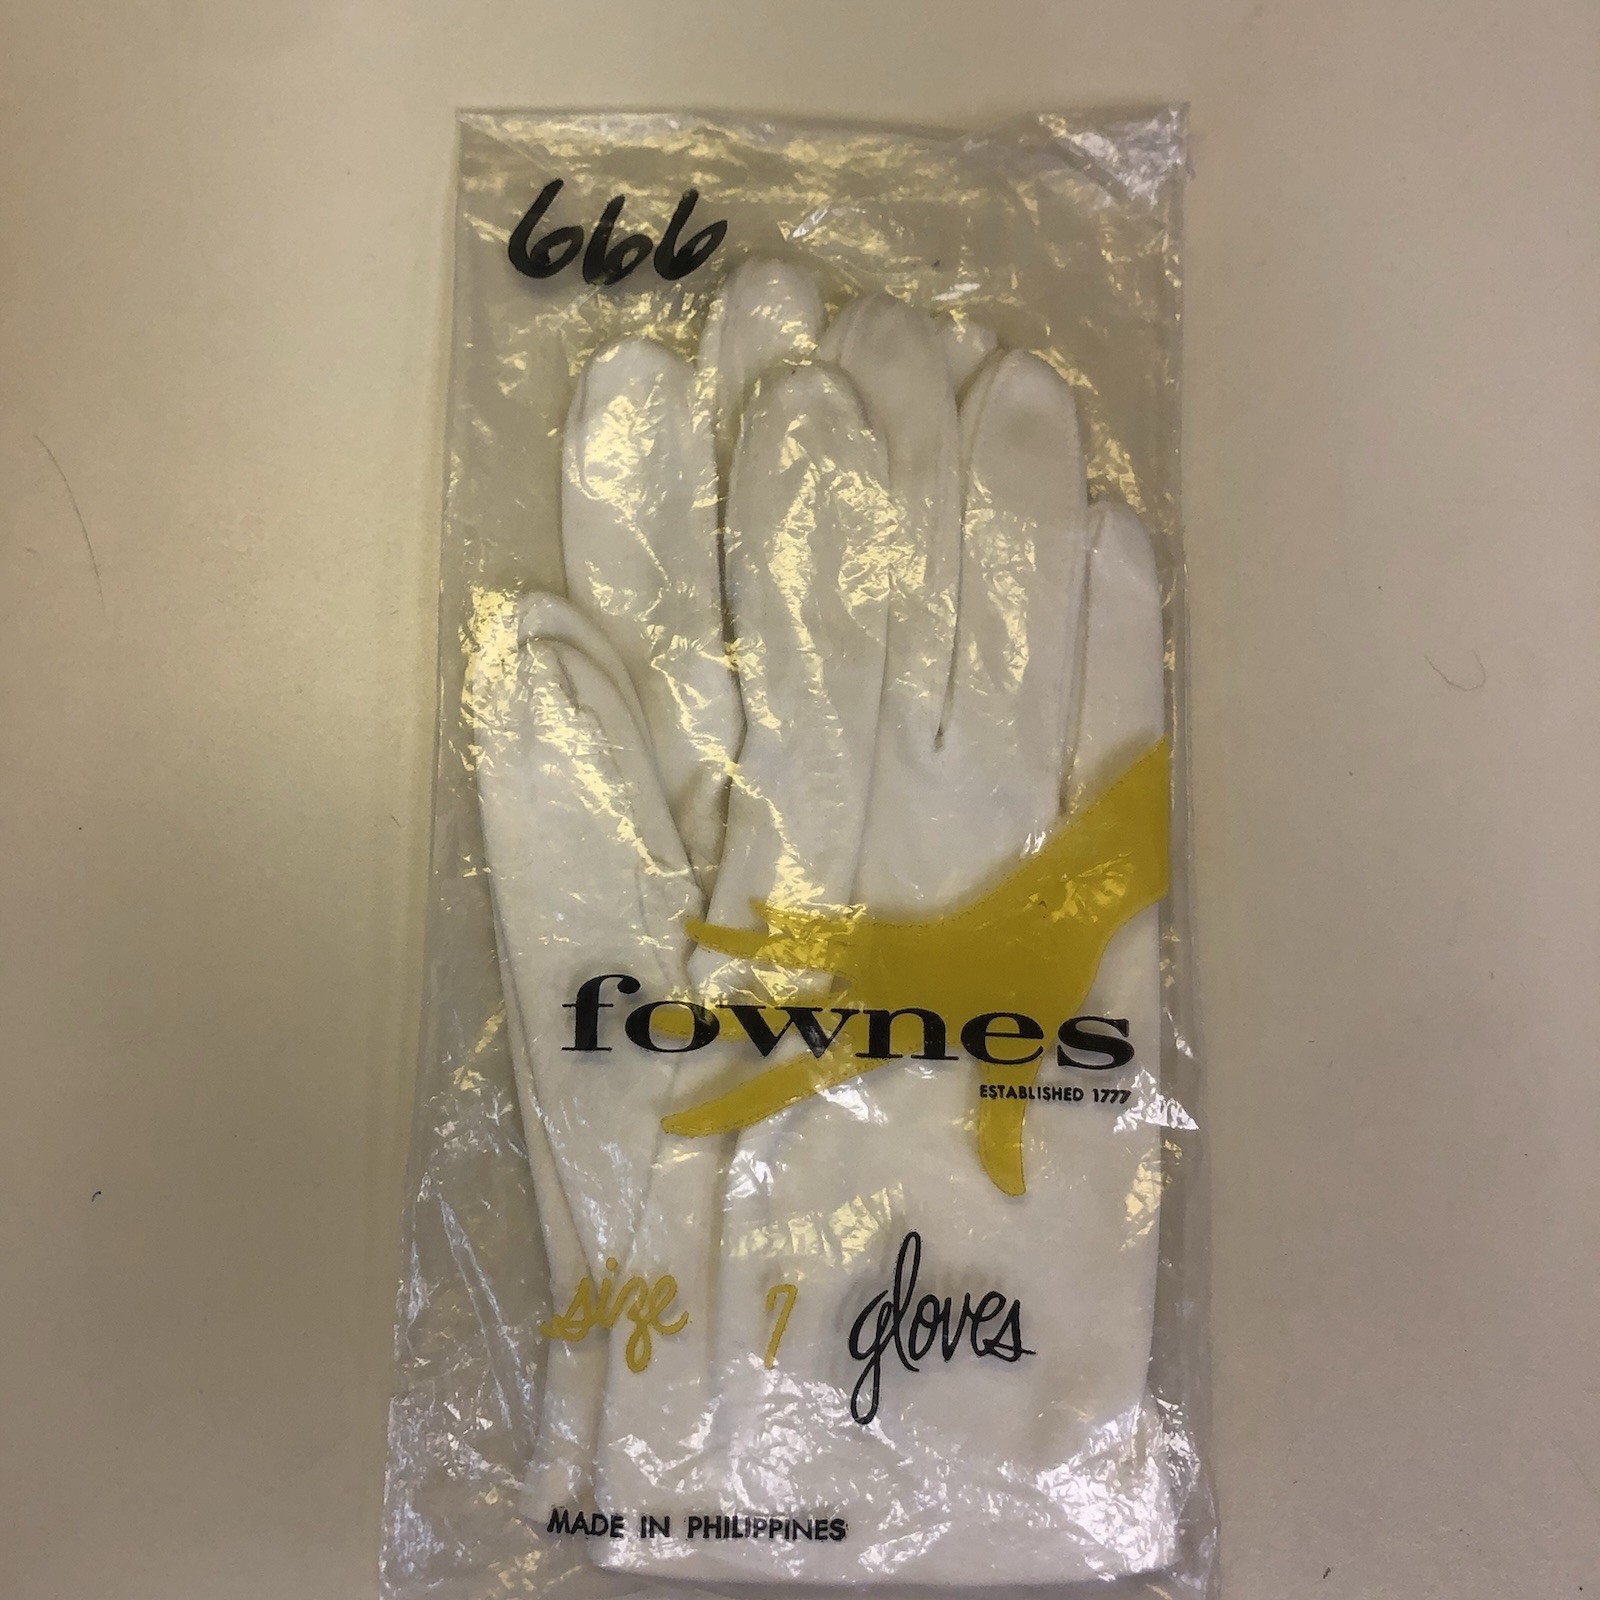 666
fownes
ESTABLISHED 1777
size 7 gloves
MADE IN PHILIPPINES